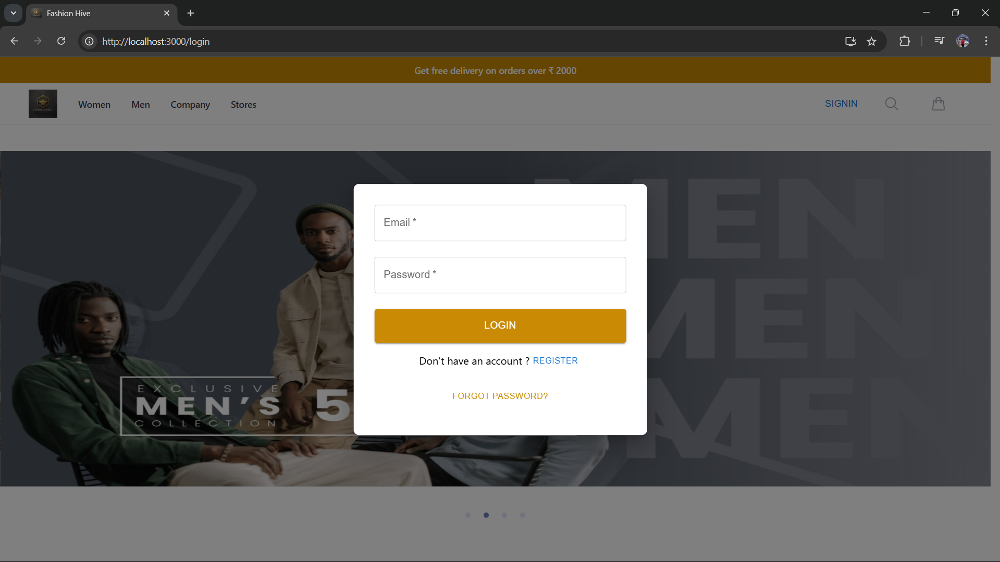 Fashion Hive
http://localhost:3000/login
Get free delivery on orders over ₹ 2000
Women Men Company Stores
SIGNIN
MEN
MEN
MEN
Email *
Password *
LOGIN
Don't have an account ? REGISTER
FORGOT PASSWORD?
EXCLUSIVE
MEN'S 5
COLLECTION